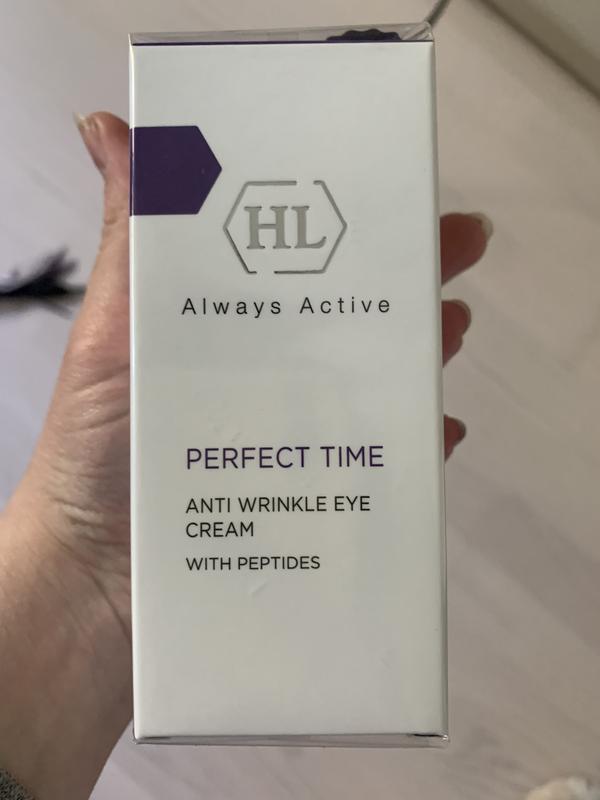 HL
Always Active
PERFECT TIME
ANTI WRINKLE EYE
CREAM
WITH PEPTIDES